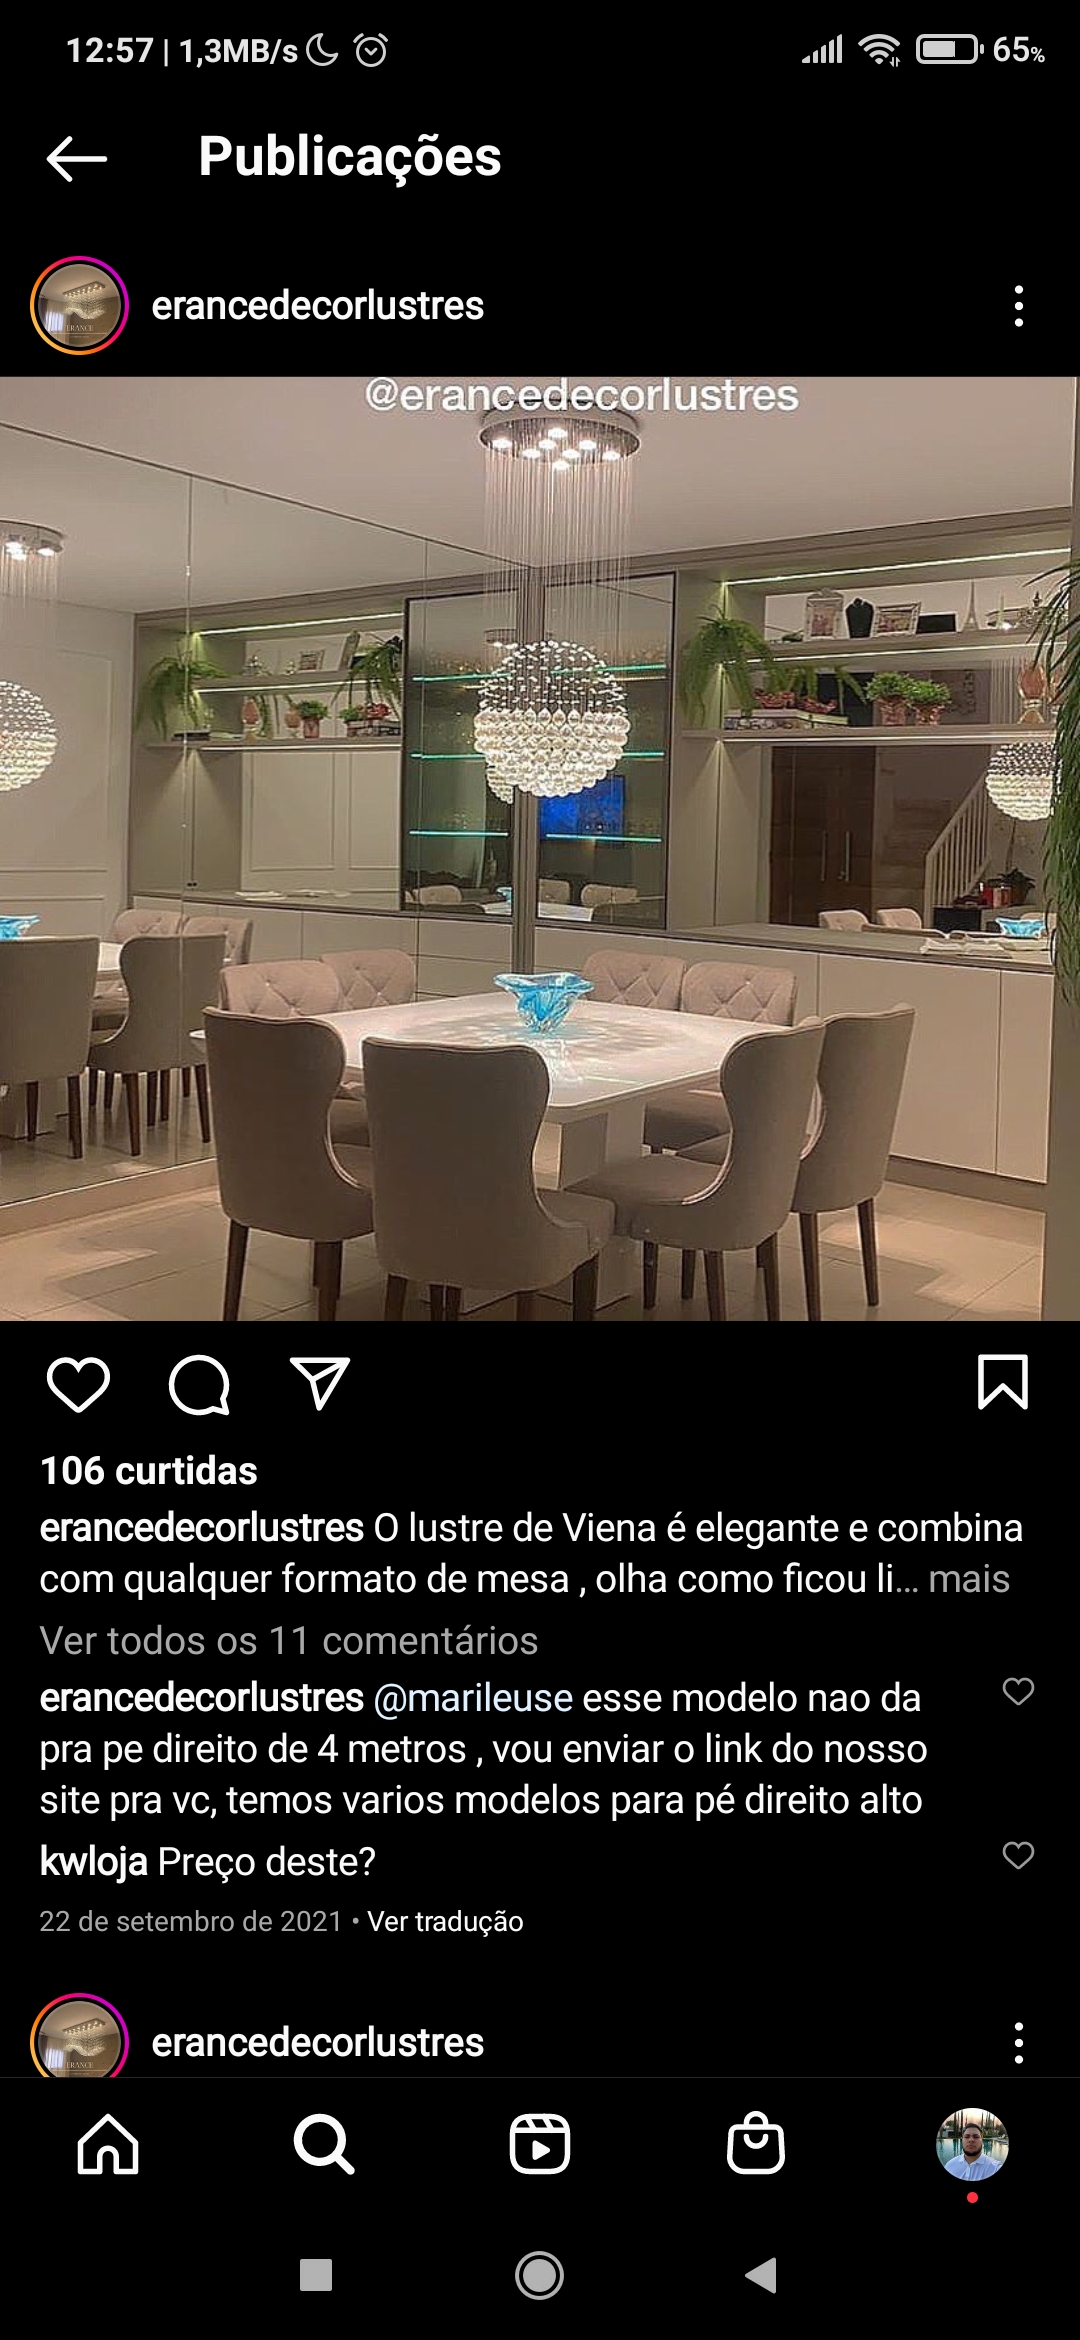 12:57 | 1,3MB/s
65%
Publicações
erancedecorlustres
@erancedecorlustres
106 curtidas
erancedecorlustres O lustre de Viena é elegante e combina
com qualquer formato de mesa , olha como ficou li... mais
Ver todos os 11 comentários
erancedecorlustres @marileuse esse modelo nao da
pra pe direito de 4 metros , vou enviar o link do nosso
site pra vc, temos varios modelos para pé direito alto
kwloja Preço deste?
22 de setembro de 2021 • Ver tradução
erancedecorlustres